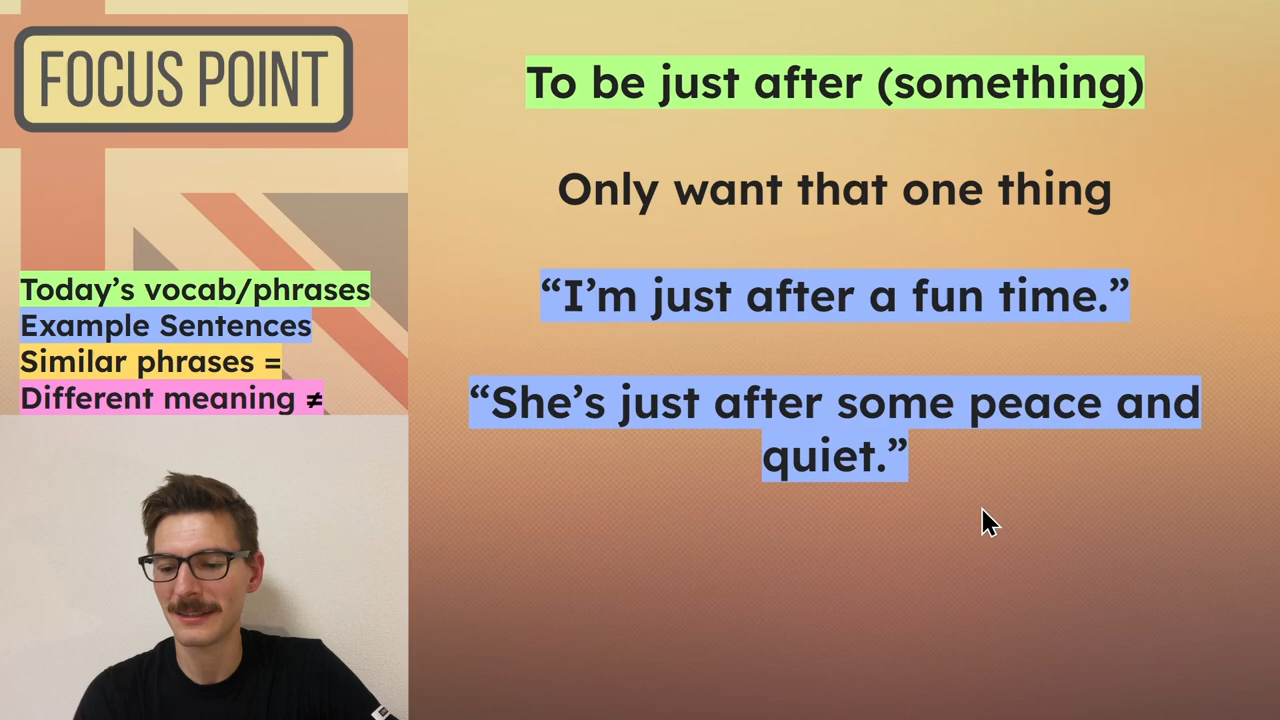 FOCUS POINT
Today’s vocab/phrases
Example Sentences
Similar phrases =
Different meaning ≠
To be just after (something)
Only want that one thing
“I’m just after a fun time.”
“She’s just after some peace and
quiet.”